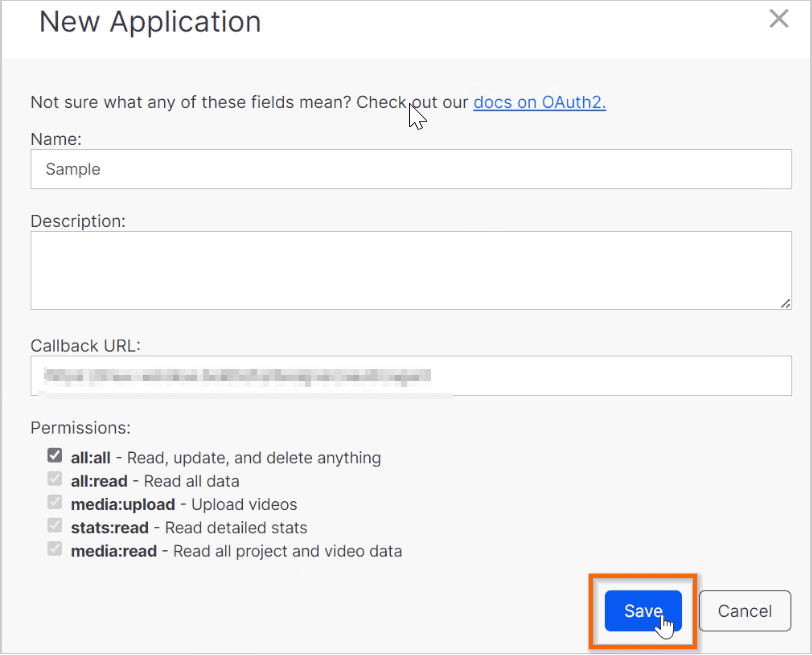 New Application
Not sure what any of these fields mean? Check out our docs on OAuth2.
Name:
Sample
Description:
Callback URL:
Permissions:
all:all - Read, update, and delete anything
all:read - Read all data
media:upload - Upload videos
stats:read - Read detailed stats
media:read - Read all project and video data
Save Cancel